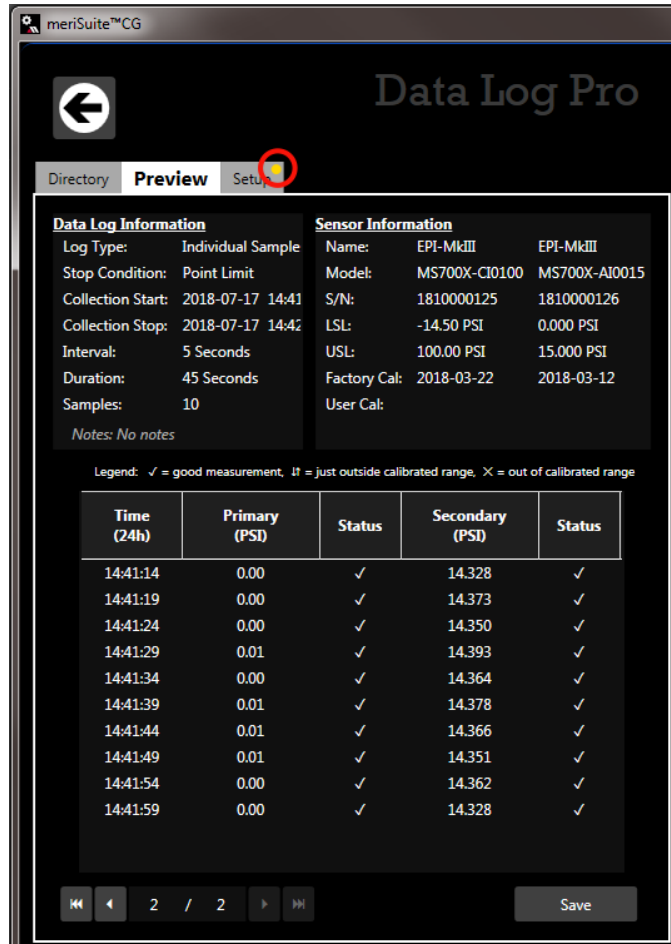 meriSuite™CG
Data Log Pro
Directory Preview Setup
Data Log Information
Log Type: Individual Sample
Stop Condition: Point Limit
Collection Start: 2018-07-17 14:41
Collection Stop: 2018-07-17 14:42
Interval: 5 Seconds
Duration: 45 Seconds
Samples: 10
Notes: No notes
Sensor Information
Name: EPI-MkIII EPI-MkIII
Model: MS700X-CI0100 MS700X-AI0015
S/N: 1810000125 1810000126
LSL: -14.50 PSI 0.000 PSI
USL: 100.00 PSI 15.000 PSI
Factory Cal: 2018-03-22 2018-03-12
User Cal:
Legend: ✓ = good measurement, ↓↑ = just outside calibrated range, ✕ = out of calibrated range
Time (24h) Primary (PSI) Status Secondary (PSI) Status
14:41:14 0.00 ✓ 14.328 ✓
14:41:19 0.00 ✓ 14.373 ✓
14:41:24 0.00 ✓ 14.350 ✓
14:41:29 0.01 ✓ 14.393 ✓
14:41:34 0.00 ✓ 14.364 ✓
14:41:39 0.01 ✓ 14.378 ✓
14:41:44 0.01 ✓ 14.366 ✓
14:41:49 0.01 ✓ 14.351 ✓
14:41:54 0.00 ✓ 14.362 ✓
14:41:59 0.00 ✓ 14.328 ✓
2 / 2
Save